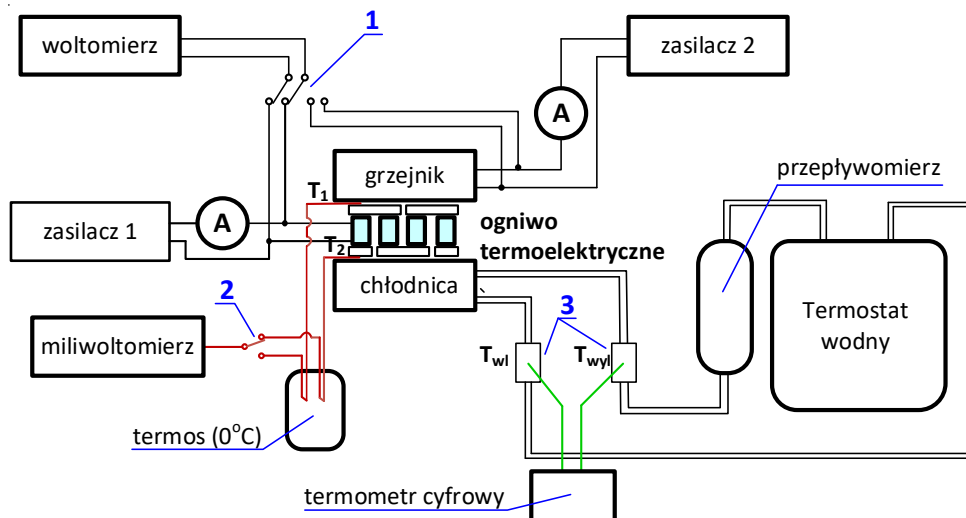 woltomierz
1
zasilacz 2
A
grzejnik
przepływomierz
T1
zasilacz 1
A
ogniwo
termoelektryczne
T2
chłodnica
2
3
Termostat
wodny
miliwoltomierz
Twl
Twyl
termos (0°C)
termometr cyfrowy